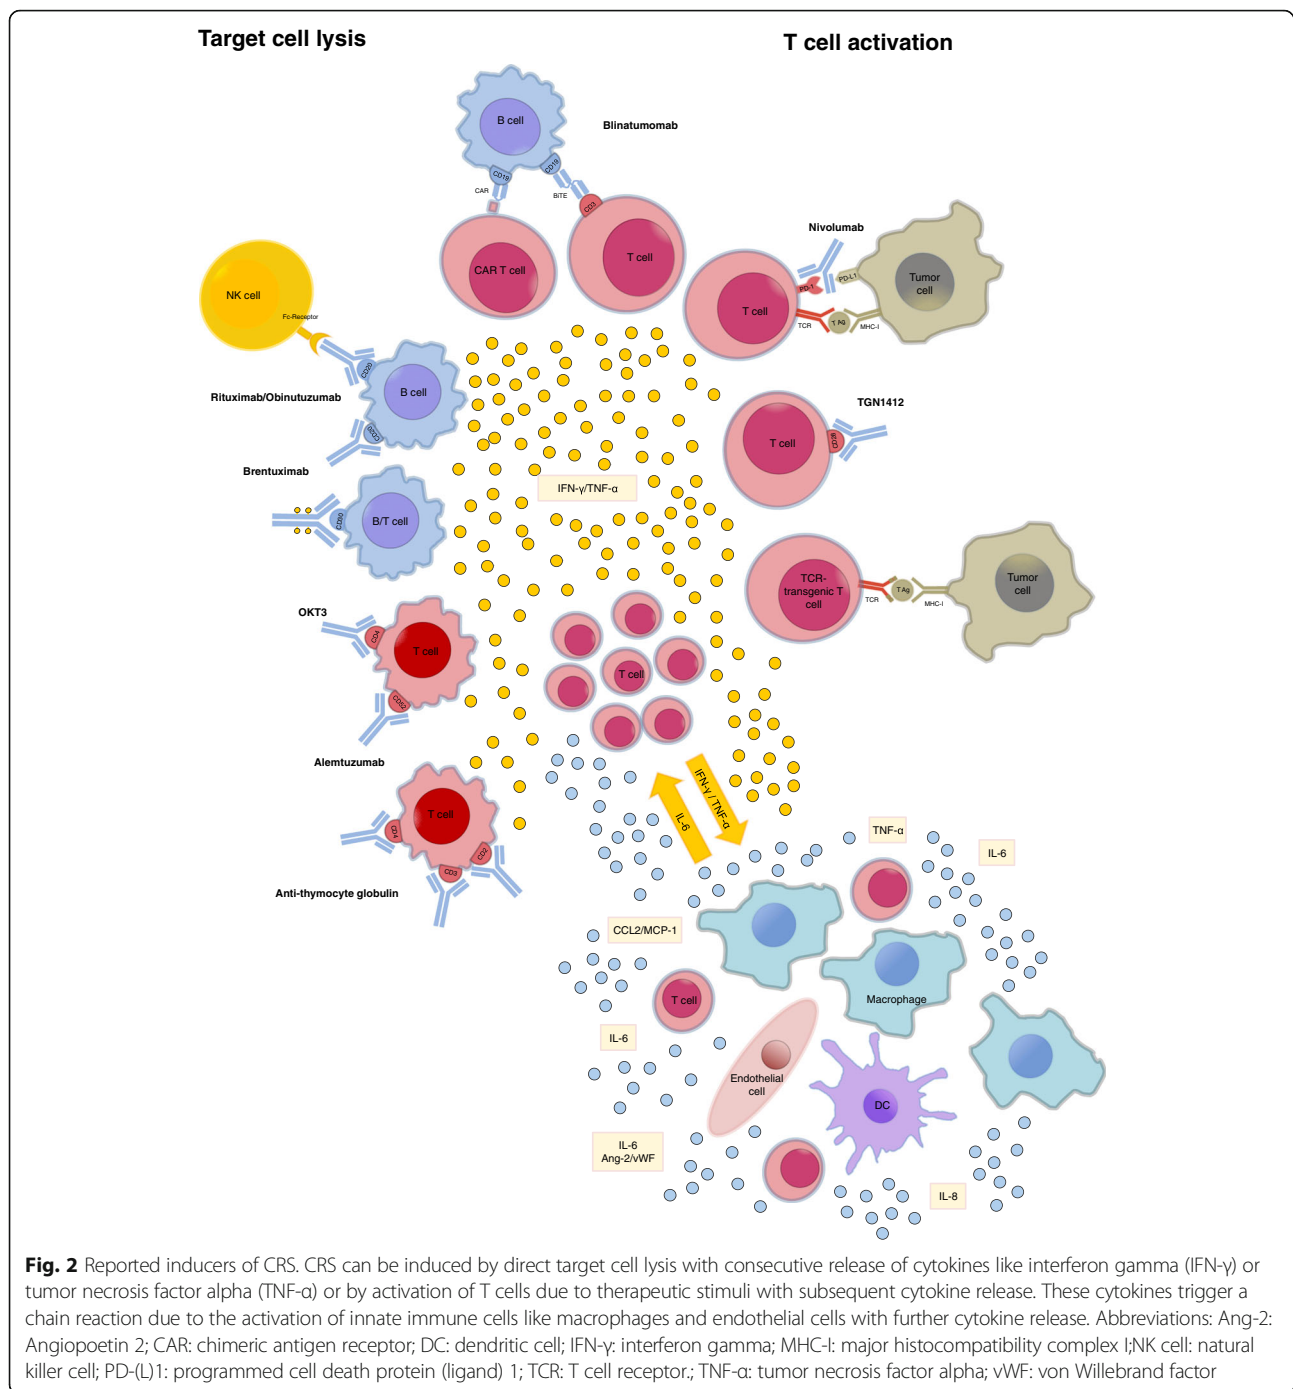 Target cell lysis
T cell activation
B cell
Blinatumomab
CD19
CD19
CAR
BiTE
CD3
CAR T cell
T cell
Nivolumab
PD-1
PD-L1
Tumor
cell
T cell
TCR
T Ag
MHC-I
NK cell
Fc-Receptor
CD20
B cell
Rituximab/Obinutuzumab
CD20
TGN1412
T cell
CD28
Brentuximab
IFN-γ/TNF-α
CD30
B/T cell
TCR-
transgenic T
cell
TCR
T Ag
MHC-I
Tumor
cell
OKT3
CD4
T cell
CD52
T cell
Alemtuzumab
IFN-γ / TNF-α
IL-6
T cell
CD4
CD3
CD2
Anti-thymocyte globulin
TNF-α
IL-6
CCL2/MCP-1
Macrophage
T cell
IL-6
Endothelial
cell
DC
IL-6
Ang-2/vWF
IL-8
Fig. 2 Reported inducers of CRS. CRS can be induced by direct target cell lysis with consecutive release of cytokines like interferon gamma (IFN-γ) or
tumor necrosis factor alpha (TNF-α) or by activation of T cells due to therapeutic stimuli with subsequent cytokine release. These cytokines trigger a
chain reaction due to the activation of innate immune cells like macrophages and endothelial cells with further cytokine release. Abbreviations: Ang-2:
Angiopoetin 2; CAR: chimeric antigen receptor; DC: dendritic cell; IFN-γ: interferon gamma; MHC-I: major histocompatibility complex I;NK cell: natural
killer cell; PD-(L)1: programmed cell death protein (ligand) 1; TCR: T cell receptor.; TNF-α: tumor necrosis factor alpha; vWF: von Willebrand factor